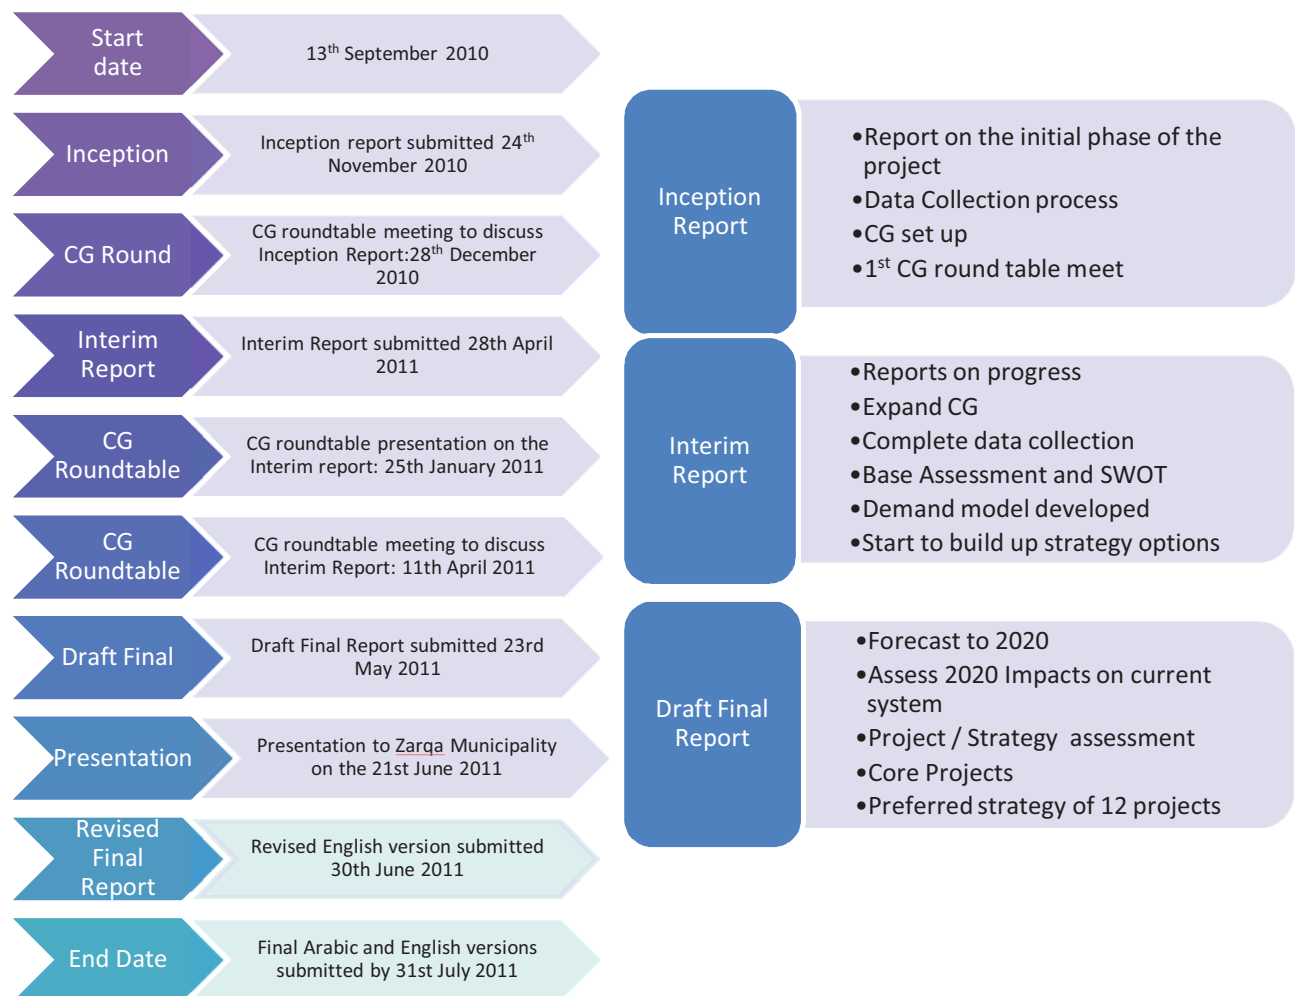 Start
date
13th September 2010
Inception
Inception report submitted 24th
November 2010
CG Round
CG roundtable meeting to discuss
Inception Report:28th December
2010
Interim
Report
Interim Report submitted 28th April
2011
CG
Roundtable
CG roundtable presentation on the
Interim report: 25th January 2011
CG
Roundtable
CG roundtable meeting to discuss
Interim Report: 11th April 2011
Draft Final
Draft Final Report submitted 23rd
May 2011
Presentation
Presentation to Zarqa Municipality
on the 21st June 2011
Revised
Final
Report
Revised English version submitted
30th June 2011
End Date
Final Arabic and English versions
submitted by 31st July 2011
Inception
Report
•Report on the initial phase of the
project
•Data Collection process
•CG set up
•1st CG round table meet
Interim
Report
•Reports on progress
•Expand CG
•Complete data collection
•Base Assessment and SWOT
•Demand model developed
•Start to build up strategy options
Draft Final
Report
•Forecast to 2020
•Assess 2020 Impacts on current
system
•Project / Strategy assessment
•Core Projects
•Preferred strategy of 12 projects